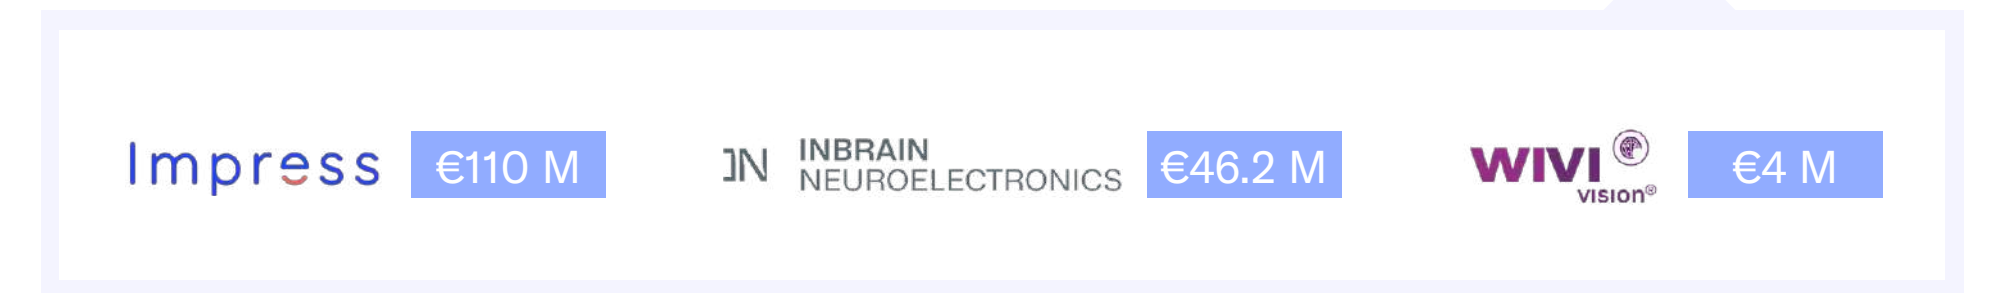 Impress €110 M
INBRAIN
NEUROELECTRONICS €46.2 M
WIVI
vision® €4 M